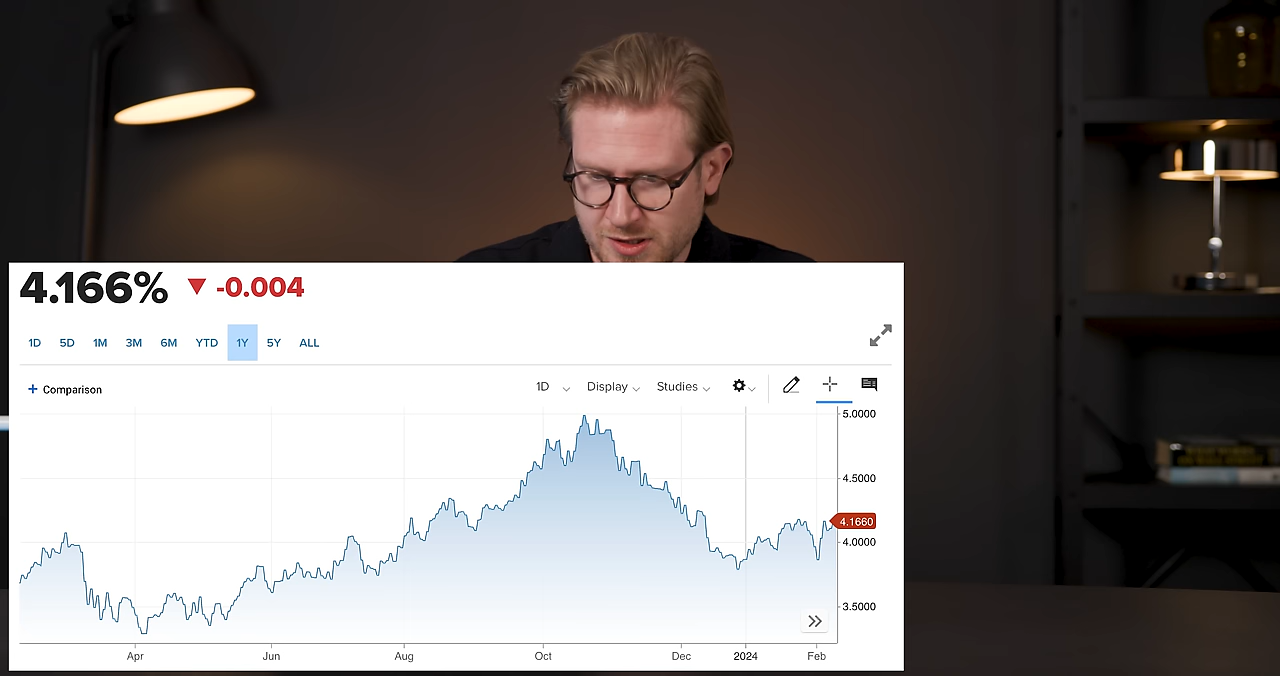 4.166% ▼ -0.004
1D 5D 1M 3M 6M YTD 1Y 5Y ALL
+ Comparison 1D Display Studies
5.0000
4.5000
4.1660
4.0000
3.5000
Apr Jun Aug Oct Dec 2024 Feb